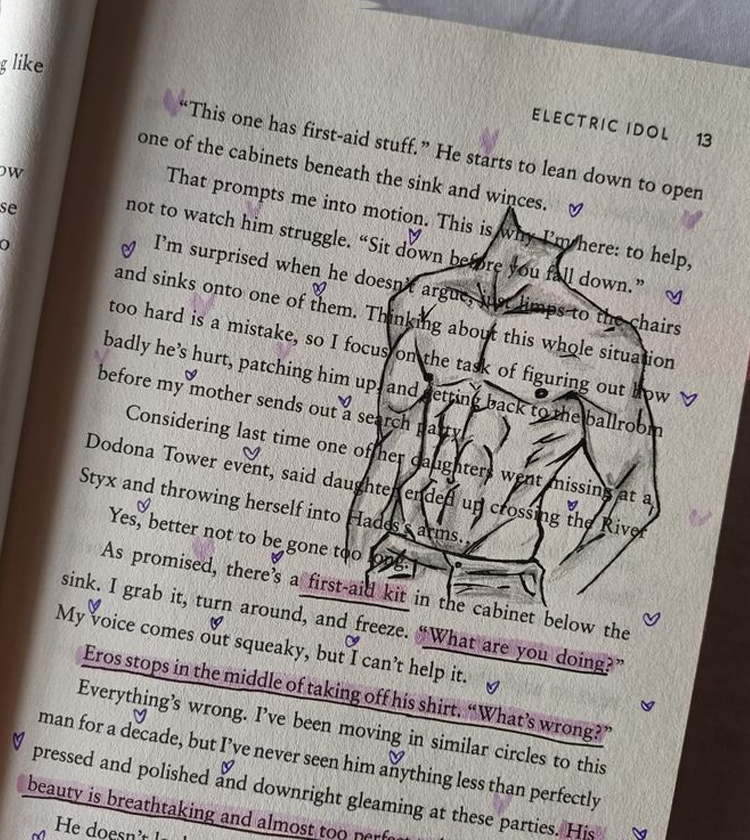 g like
ow
se
o
ELECTRIC IDOL 13
“This one has first-aid stuff.” He starts to lean down to open
one of the cabinets beneath the sink and winces.
That prompts me into motion. This is why I’m here: to help,
not to watch him struggle. “Sit down before you fall down.”
I’m surprised when he doesn’t argue, just limps to the chairs
and sinks onto one of them. Thinking about this whole situation
too hard is a mistake, so I focus on the task of figuring out how
badly he’s hurt, patching him up, and getting back to the ballroom
before my mother sends out a search party.
Considering last time one of her daughters went missing at a
Dodona Tower event, said daughter ended up crossing the River
Styx and throwing herself into Hades’s arms...
Yes, better not to be gone too long.
As promised, there’s a first-aid kit in the cabinet below the
sink. I grab it, turn around, and freeze. “What are you doing?”
My voice comes out squeaky, but I can’t help it.
Eros stops in the middle of taking off his shirt. “What’s wrong?”
Everything’s wrong. I’ve been moving in similar circles to this
man for a decade, but I’ve never seen him anything less than perfectly
pressed and polished and downright gleaming at these parties. His
beauty is breathtaking and almost too
He doesn’t